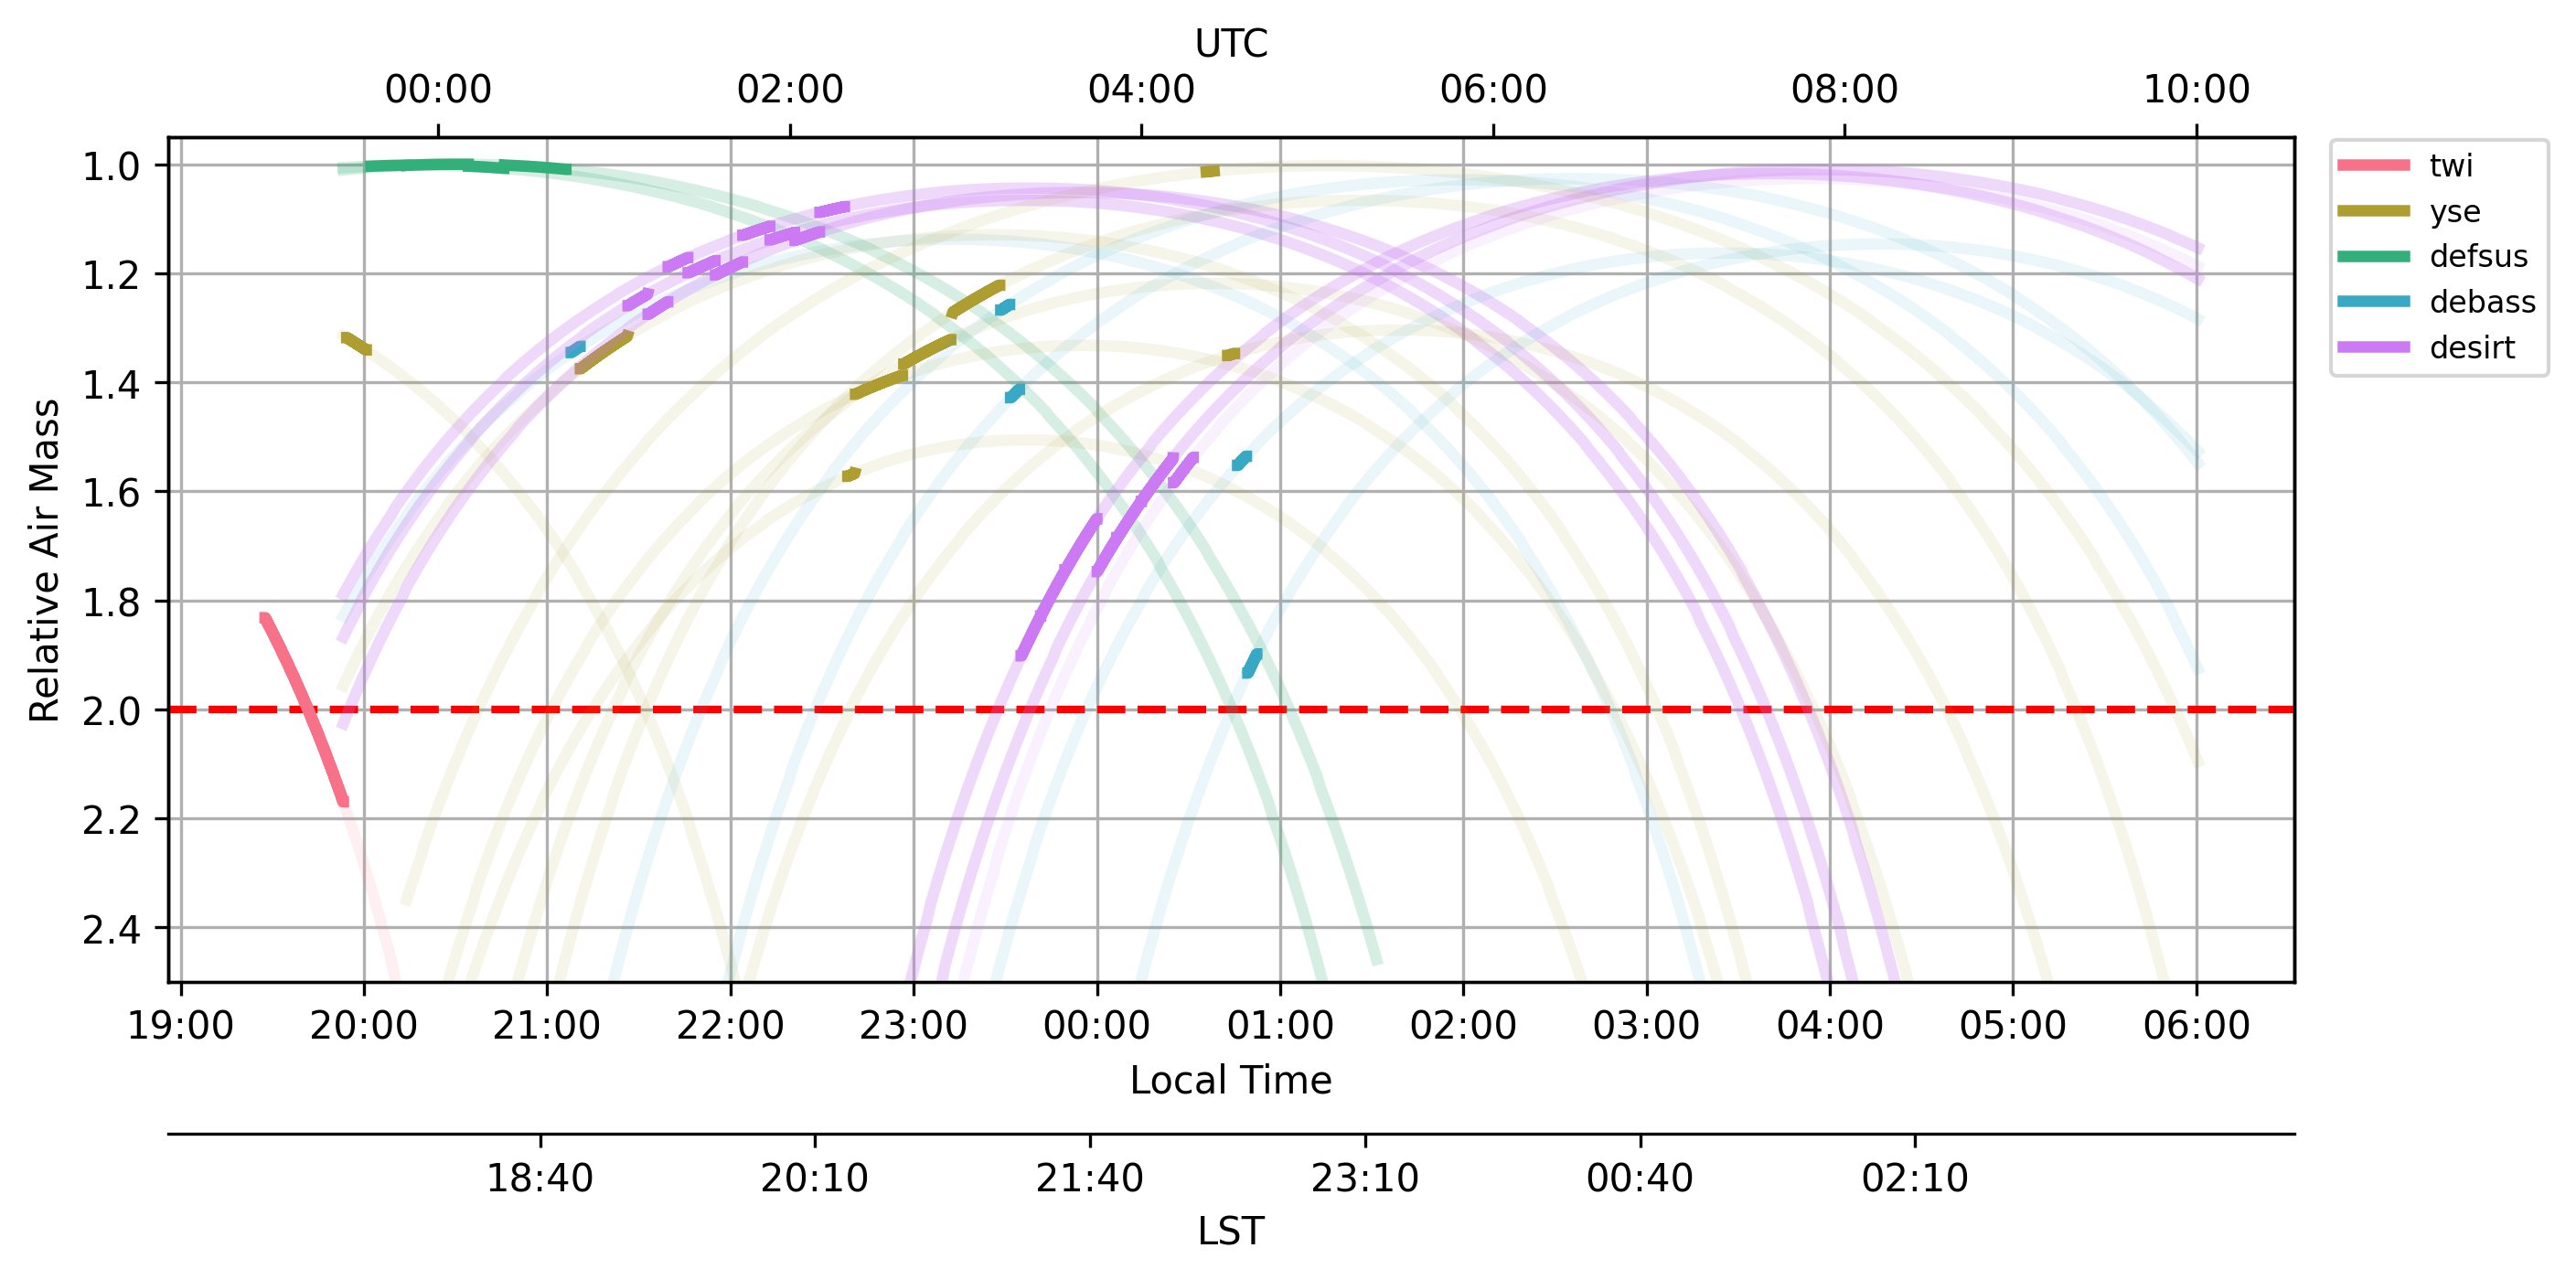 UTC
00:00 02:00 04:00 06:00 08:00 10:00
Relative Air Mass
1.0
1.2
1.4
1.6
1.8
2.0
2.2
2.4
twi
yse
defsus
debass
desirt
19:00 20:00 21:00 22:00 23:00 00:00 01:00 02:00 03:00 04:00 05:00 06:00
Local Time
18:40 20:10 21:40 23:10 00:40 02:10
LST